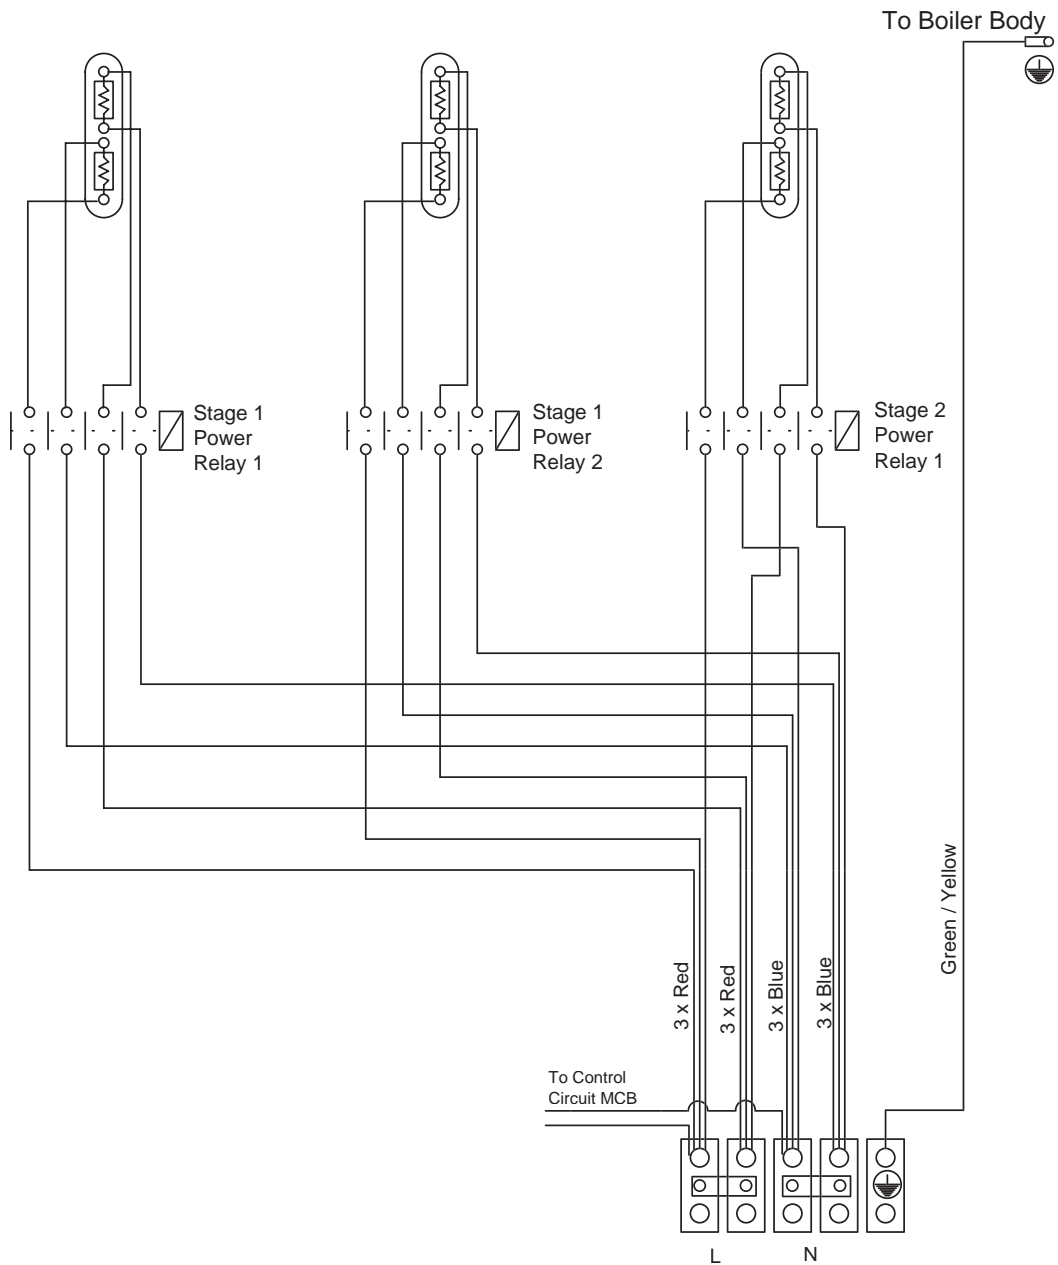 To Boiler Body
Stage 1
Power
Relay 1
Stage 1
Power
Relay 2
Stage 2
Power
Relay 1
Green / Yellow
3 x Red
3 x Red
3 x Blue
3 x Blue
To Control
Circuit MCB
L
N